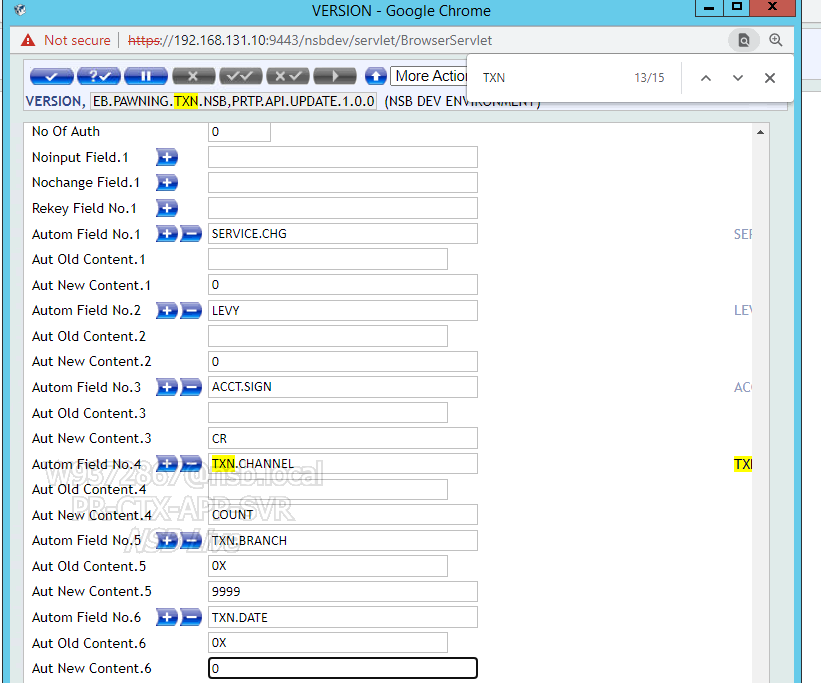 VERSION - Google Chrome
X
Not secure https://192.168.131.10:9443/nsbdev/servlet/BrowserServlet
More Action
TXN 13/15
VERSION, EB.PAWNING.TXN.NSB,PRTP.API.UPDATE.1.0.0 (NSB DEV ENVIRONMENT)
No Of Auth 0
Noinput Field.1
Nochange Field.1
Rekey Field No.1
Autom Field No.1 SERVICE.CHG SER
Aut Old Content.1
Aut New Content.1 0
Autom Field No.2 LEVY LEV
Aut Old Content.2
Aut New Content.2 0
Autom Field No.3 ACCT.SIGN AC
Aut Old Content.3
Aut New Content.3 CR
Autom Field No.4 TXN.CHANNEL TXN
Aut Old Content.4
Aut New Content.4 COUNT
Autom Field No.5 TXN.BRANCH
Aut Old Content.5 0X
Aut New Content.5 9999
Autom Field No.6 TXN.DATE
Aut Old Content.6 0X
Aut New Content.6 0
W9372867@nsb.local
PR-CTX-APP-SVR
NSB Live